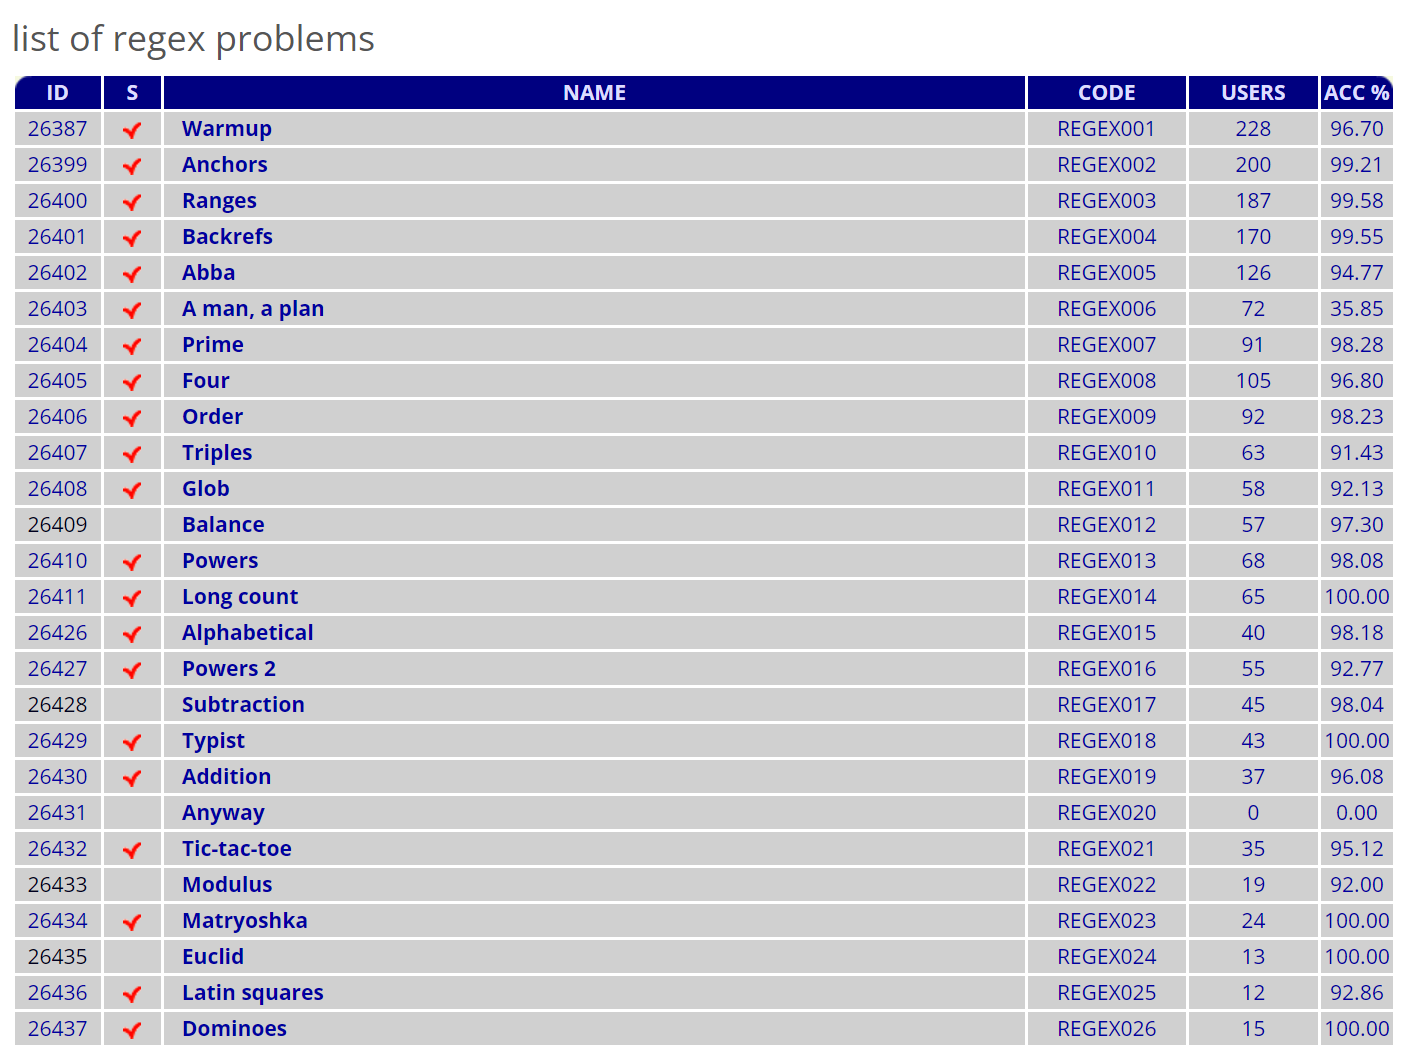 list of regex problems
ID S NAME CODE USERS ACC %
26387 Warmup REGEX001 228 96.70
26399 Anchors REGEX002 200 99.21
26400 Ranges REGEX003 187 99.58
26401 Backrefs REGEX004 170 99.55
26402 Abba REGEX005 126 94.77
26403 A man, a plan REGEX006 72 35.85
26404 Prime REGEX007 91 98.28
26405 Four REGEX008 105 96.80
26406 Order REGEX009 92 98.23
26407 Triples REGEX010 63 91.43
26408 Glob REGEX011 58 92.13
26409 Balance REGEX012 57 97.30
26410 Powers REGEX013 68 98.08
26411 Long count REGEX014 65 100.00
26426 Alphabetical REGEX015 40 98.18
26427 Powers 2 REGEX016 55 92.77
26428 Subtraction REGEX017 45 98.04
26429 Typist REGEX018 43 100.00
26430 Addition REGEX019 37 96.08
26431 Anyway REGEX020 0 0.00
26432 Tic-tac-toe REGEX021 35 95.12
26433 Modulus REGEX022 19 92.00
26434 Matryoshka REGEX023 24 100.00
26435 Euclid REGEX024 13 100.00
26436 Latin squares REGEX025 12 92.86
26437 Dominoes REGEX026 15 100.00